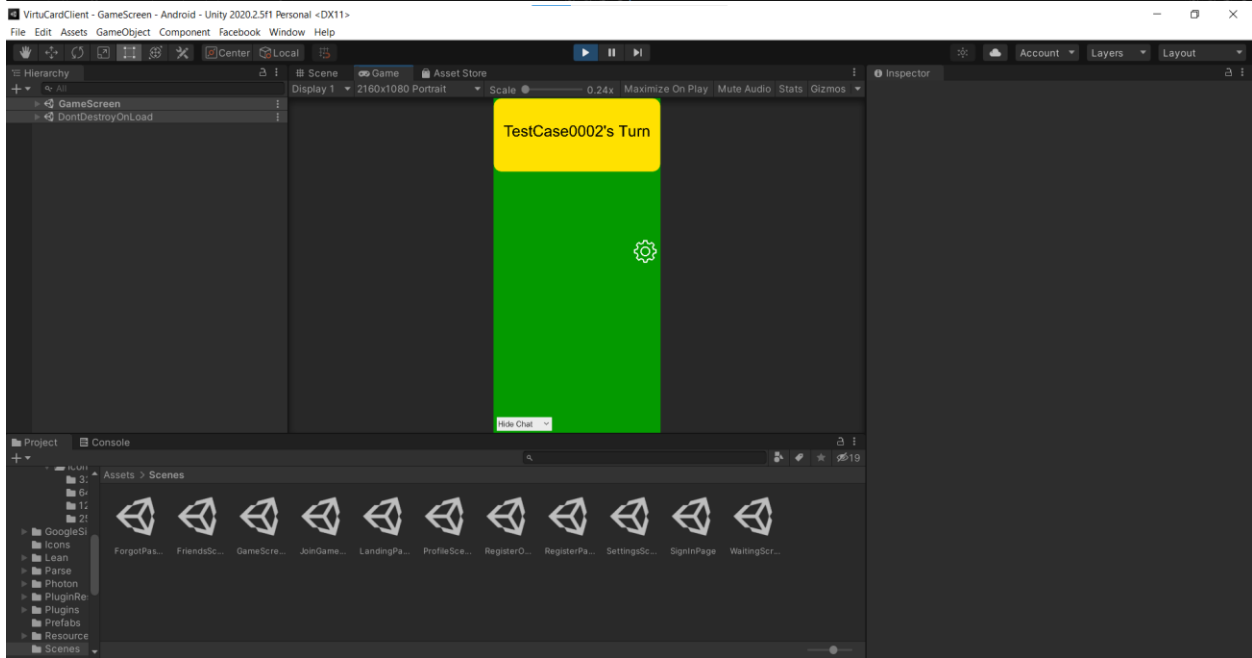 VirtuCardClient - GameScreen - Android - Unity 2020.2.5f1 Personal <DX11>
File Edit Assets GameObject Component Facebook Window Help
Center Local Account Layers Layout
Hierarchy # Scene Game Asset Store Inspector
All Display 1 2160x1080 Portrait Scale 0.24x Maximize On Play Mute Audio Stats Gizmos
GameScreen
DontDestroyOnLoad
TestCase0002's Turn
Hide Chat
Project Console
19
Assets > Scenes
GoogleSi
Icons
Lean
Parse
Photon
PluginRe
Plugins
Prefabs
Resource
Scenes
ForgotPas... FriendsSc... GameScre... JoinGame... LandingPa... ProfileSce... RegisterO... RegisterPa... SettingsSc... SignInPage WaitingScr...